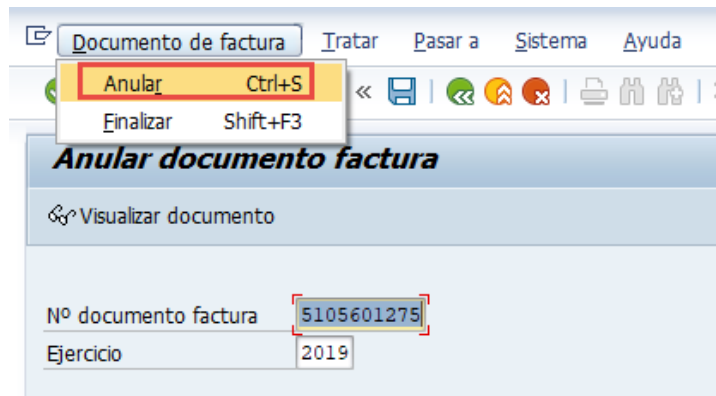 Documento de factura Tratar Pasar a Sistema Ayuda
Anular Ctrl+S
Finalizar Shift+F3
Anular documento factura
Visualizar documento
Nº documento factura 5105601275
Ejercicio 2019